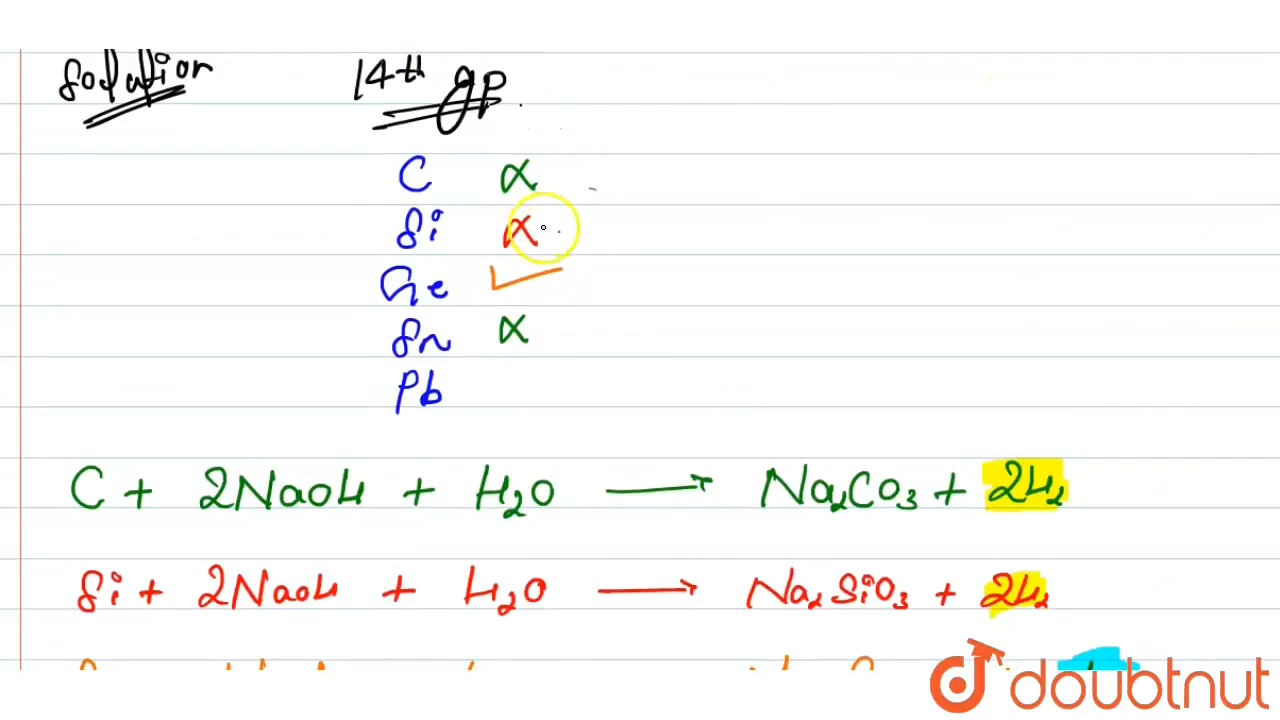 Solution 14th gp.
C ×
Si ×
Ge ✓
Sn ×
Pb
C + 2NaOH + H₂O ⟶ Na₂CO₃ + 2H₂
Si + 2NaOH + H₂O ⟶ Na₂SiO₃ + 2H₂
doubtnut